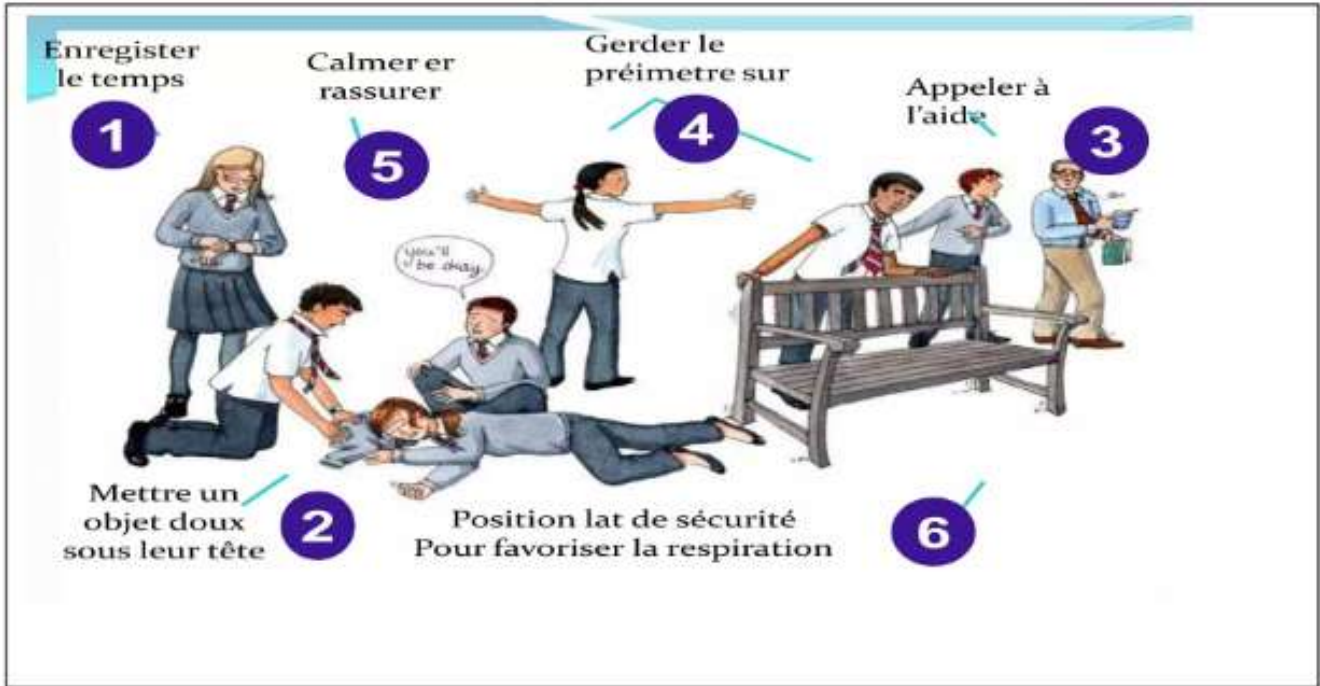 Enregister
le temps
1
Calmer er
rassurer
5
Gerder le
préimetre sur
4
Appeler à
l'aide
3
you'll
be okay.
Mettre un
objet doux
sous leur tête
2
Position lat de sécurité
Pour favoriser la respiration
6